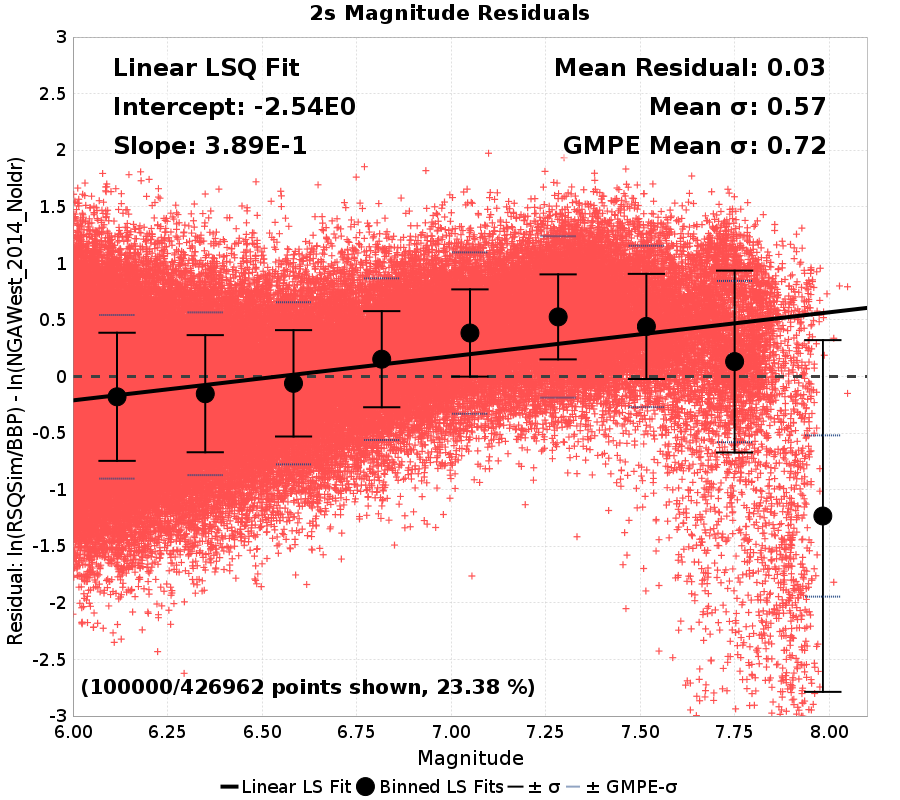 2s Magnitude Residuals
Linear LSQ Fit
Intercept: -2.54E0
Slope: 3.89E-1
Mean Residual: 0.03
Mean σ: 0.57
GMPE Mean σ: 0.72
Residual: ln(RSQSim/BBP) - ln(NGAWest_2014_NoIdr)
3
2.5
2
1.5
1
0.5
0
-0.5
-1
-1.5
-2
-2.5
-3
(100000/426962 points shown, 23.38 %)
6.00 6.25 6.50 6.75 7.00 7.25 7.50 7.75 8.00
Magnitude
Linear LS Fit Binned LS Fits ± σ ± GMPE-σ